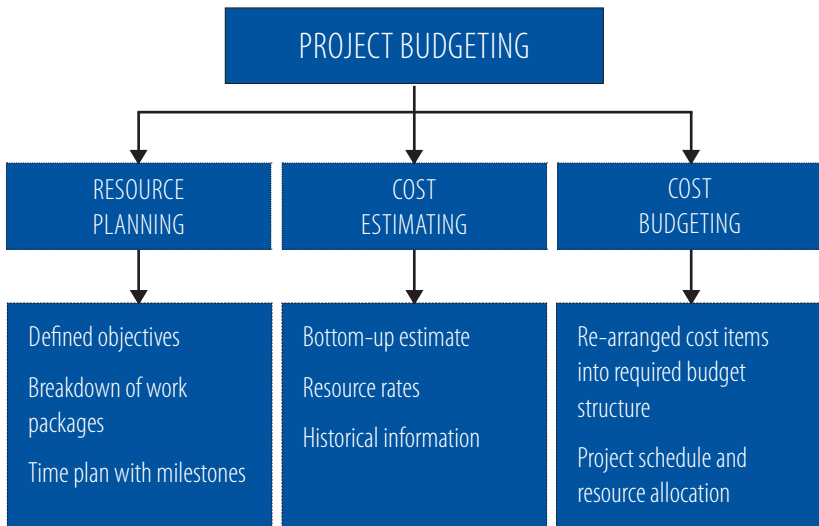 PROJECT BUDGETING
RESOURCE
PLANNING
COST
ESTIMATING
COST
BUDGETING
Defined objectives
Breakdown of work
packages
Time plan with milestones
Bottom-up estimate
Resource rates
Historical information
Re-arranged cost items
into required budget
structure
Project schedule and
resource allocation